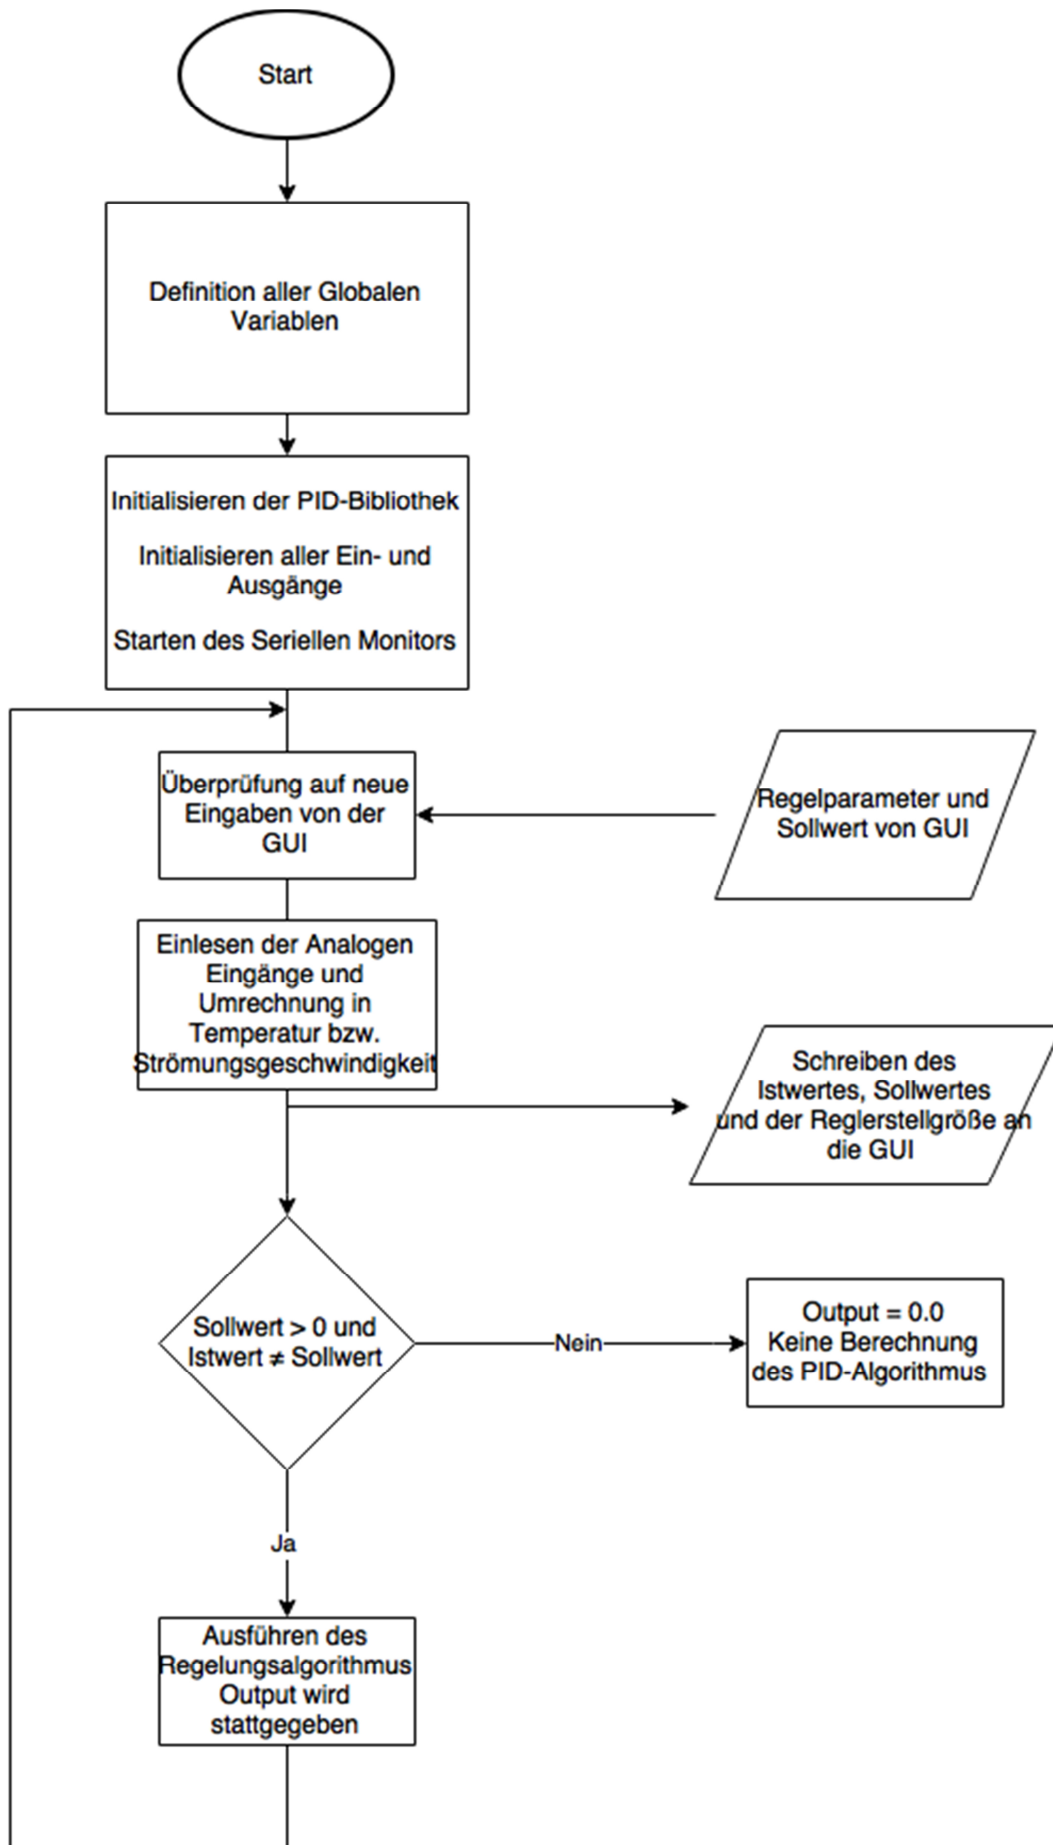 Start
Definition aller Globalen
Variablen
Initialisieren der PID-Bibliothek
Initialisieren aller Ein- und
Ausgänge
Starten des Seriellen Monitors
Überprüfung auf neue
Eingaben von der
GUI
Regelparameter und
Sollwert von GUI
Einlesen der Analogen
Eingänge und
Umrechnung in
Temperatur bzw.
Strömungsgeschwindigkeit
Schreiben des
Istwertes, Sollwertes
und der Reglerstellgröße an
die GUI
Sollwert > 0 und
Istwert ≠ Sollwert
Nein
Output = 0.0
Keine Berechnung
des PID-Algorithmus
Ja
Ausführen des
Regelungsalgorithmus
Output wird
stattgegeben